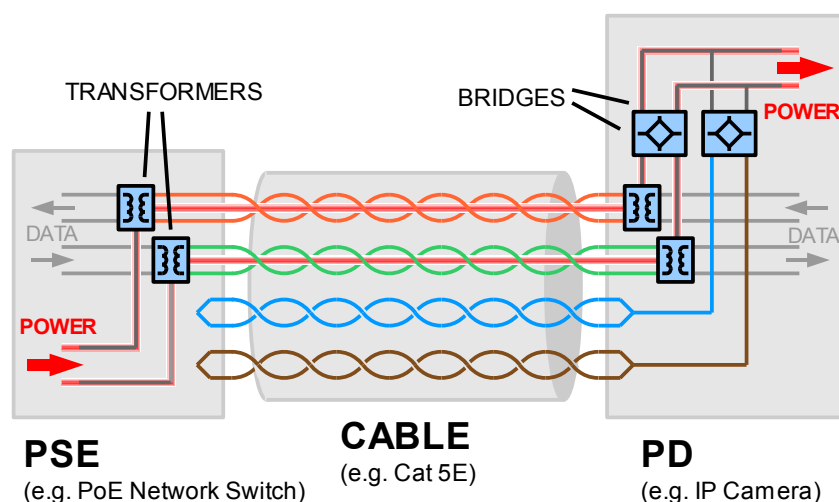 TRANSFORMERS
BRIDGES
POWER
DATA
DATA
POWER
PSE
(e.g. PoE Network Switch)
CABLE
(e.g. Cat 5E)
PD
(e.g. IP Camera)